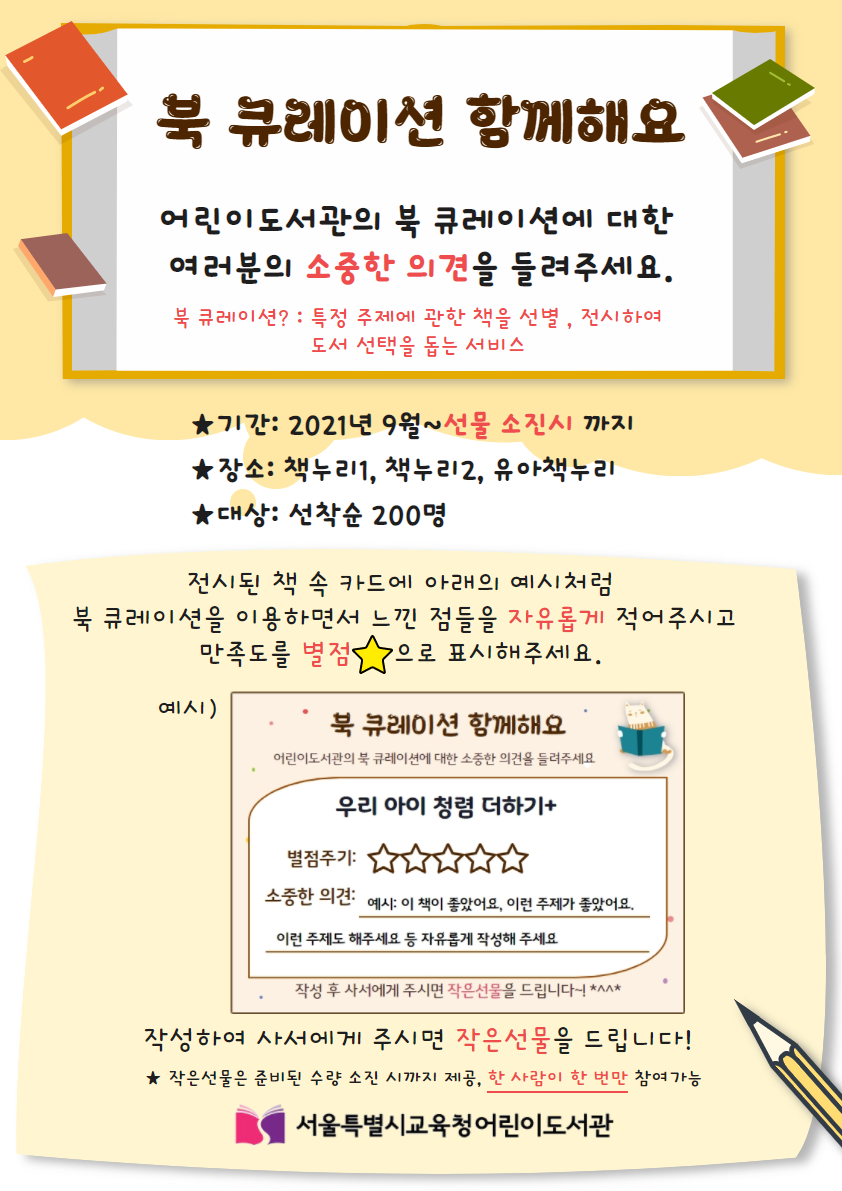 북 큐레이션 함께해요
어린이도서관의 북 큐레이션에 대한
여러분의 소중한 의견을 들려주세요.
북 큐레이션? : 특정 주제에 관한 책을 선별 , 전시하여
도서 선택을 돕는 서비스
★기간: 2021년 9월~선물 소진시 까지
★장소: 책누리1, 책누리2, 유아책누리
★대상: 선착순 200명
전시된 책 속 카드에 아래의 예시처럼
북 큐레이션을 이용하면서 느낀 점들을 자유롭게 적어주시고
만족도를 별점⭐으로 표시해주세요.
예시)
북 큐레이션 함께해요
어린이도서관의 북 큐레이션에 대한 소중한 의견을 들려주세요
우리 아이 청렴 더하기+
별점주기: ☆☆☆☆☆
소중한 의견: 예시: 이 책이 좋았어요, 이런 주제가 좋았어요.
이런 주제도 해주세요 등 자유롭게 작성해 주세요
작성 후 사서에게 주시면 작은선물을 드립니다~! *^^*
작성하여 사서에게 주시면 작은선물을 드립니다!
★ 작은선물은 준비된 수량 소진 시까지 제공, 한 사람이 한 번만 참여가능
서울특별시교육청어린이도서관